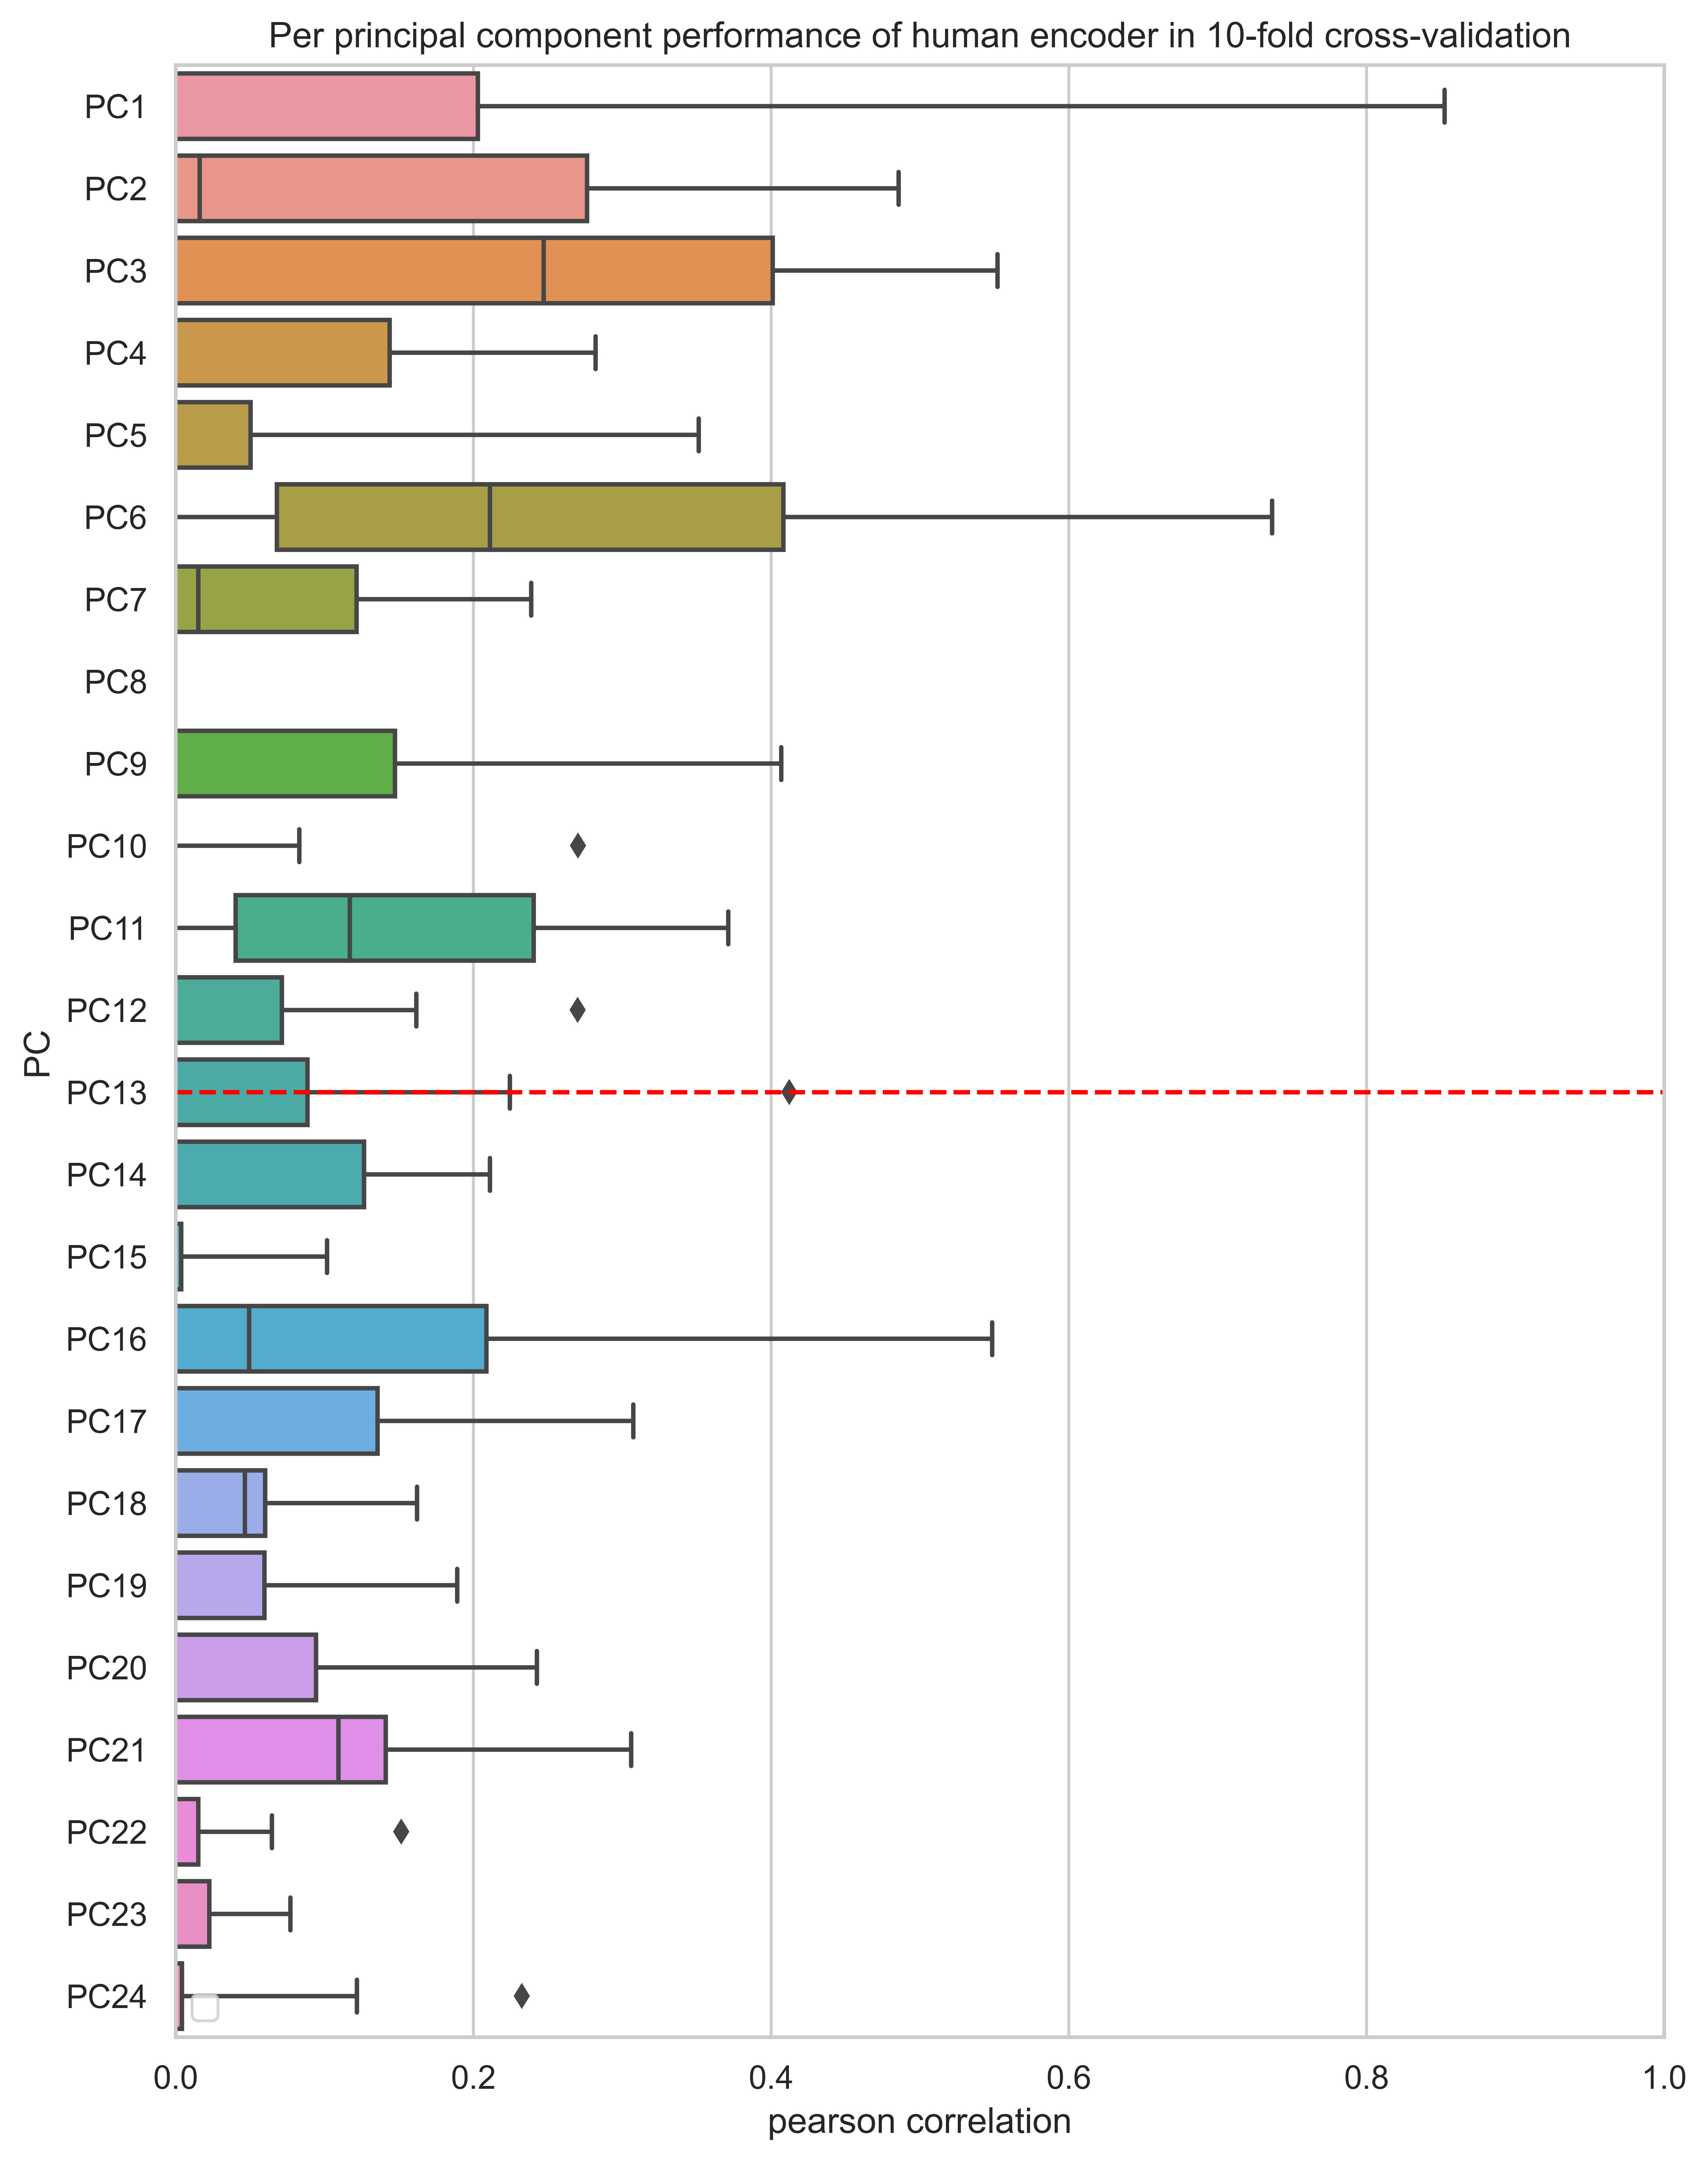 Per principal component performance of human encoder in 10-fold cross-validation
PC1
PC2
PC3
PC4
PC5
PC6
PC7
PC8
PC9
PC10
PC11
PC12
PC13
PC14
PC15
PC16
PC17
PC18
PC19
PC20
PC21
PC22
PC23
PC24
PC
0.0 0.2 0.4 0.6 0.8 1.0
pearson correlation